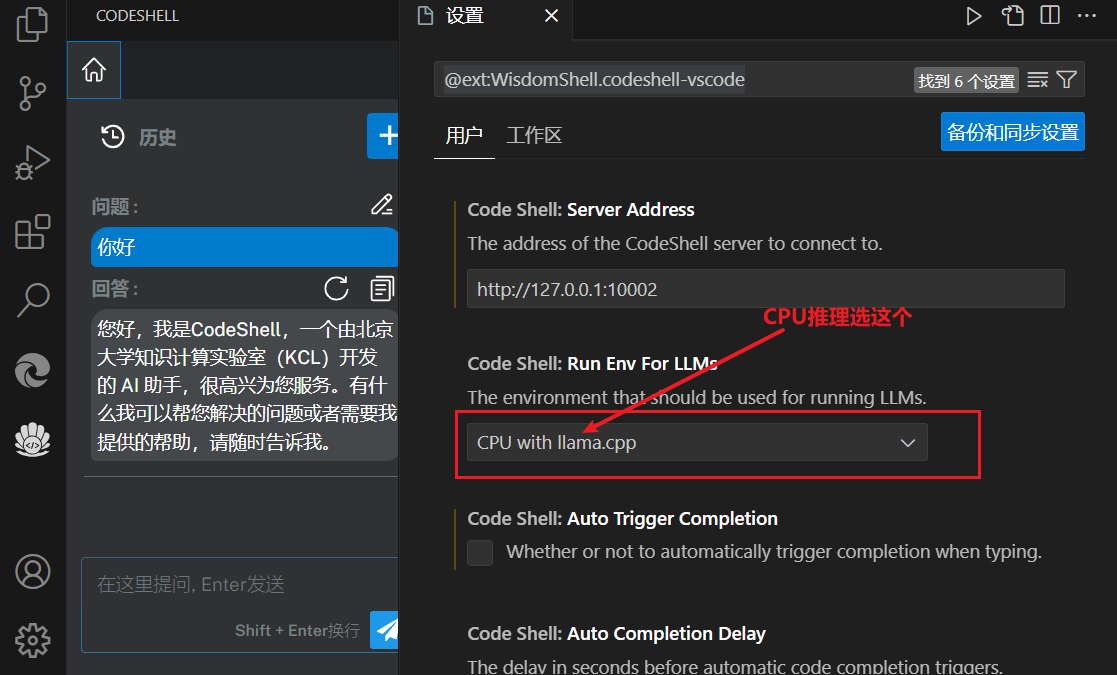 CODESHELL
历史
问题：
你好
回答：
您好，我是CodeShell，一个由北京
大学知识计算实验室（KCL）开发
的 AI 助手，很高兴为您服务。有什
么我可以帮您解决的问题或者需要我
提供的帮助，请随时告诉我。
在这里提问, Enter发送
Shift + Enter换行
设置
@ext:WisdomShell.codeshell-vscode
找到 6 个设置
用户 工作区
备份和同步设置
Code Shell: Server Address
The address of the CodeShell server to connect to.
http://127.0.0.1:10002
CPU推理选这个
Code Shell: Run Env For LLMs
The environment that should be used for running LLMs.
CPU with llama.cpp
Code Shell: Auto Trigger Completion
Whether or not to automatically trigger completion when typing.
Code Shell: Auto Completion Delay
The delay in seconds before automatic code completion triggers.